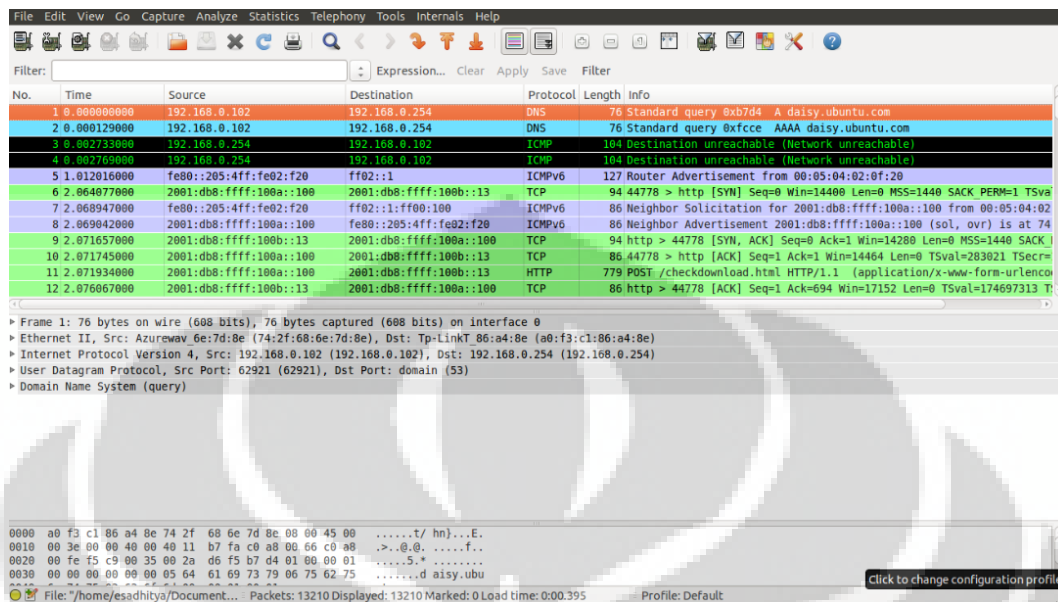 File Edit View Go Capture Analyze Statistics Telephony Tools Internals Help
Filter: Expression... Clear Apply Save Filter
No. Time Source Destination Protocol Length Info
1 0.000000000 192.168.0.102 192.168.0.254 DNS 76 Standard query 0xb7d4 A daisy.ubuntu.com
2 0.000129000 192.168.0.102 192.168.0.254 DNS 76 Standard query 0xfcce AAAA daisy.ubuntu.com
3 0.002733000 192.168.0.254 192.168.0.102 ICMP 104 Destination unreachable (Network unreachable)
4 0.002769000 192.168.0.254 192.168.0.102 ICMP 104 Destination unreachable (Network unreachable)
5 1.012016000 fe80::205:4ff:fe02:f20 ff02::1 ICMPv6 127 Router Advertisement from 00:05:04:02:0f:20
6 2.064077000 2001:db8:ffff:100a::100 2001:db8:ffff:100b::13 TCP 94 44778 > http [SYN] Seq=0 Win=14400 Len=0 MSS=1440 SACK_PERM=1 TSva
7 2.068947000 fe80::205:4ff:fe02:f20 ff02::1:ff00:100 ICMPv6 86 Neighbor Solicitation for 2001:db8:ffff:100a::100 from 00:05:04:02
8 2.069042000 2001:db8:ffff:100a::100 fe80::205:4ff:fe02:f20 ICMPv6 86 Neighbor Advertisement 2001:db8:ffff:100a::100 (sol, ovr) is at 74
9 2.071657000 2001:db8:ffff:100b::13 2001:db8:ffff:100a::100 TCP 94 http > 44778 [SYN, ACK] Seq=0 Ack=1 Win=14280 Len=0 MSS=1440 SACK_
10 2.071745000 2001:db8:ffff:100a::100 2001:db8:ffff:100b::13 TCP 86 44778 > http [ACK] Seq=1 Ack=1 Win=14464 Len=0 TSval=283021 TSecr=
11 2.071934000 2001:db8:ffff:100a::100 2001:db8:ffff:100b::13 HTTP 779 POST /checkdownload.html HTTP/1.1 (application/x-www-form-urlenco
12 2.076067000 2001:db8:ffff:100b::13 2001:db8:ffff:100a::100 TCP 86 http > 44778 [ACK] Seq=1 Ack=694 Win=17152 Len=0 TSval=174697313 T
Frame 1: 76 bytes on wire (608 bits), 76 bytes captured (608 bits) on interface 0
Ethernet II, Src: Azurewav_6e:7d:8e (74:2f:68:6e:7d:8e), Dst: Tp-LinkT_86:a4:8e (a0:f3:c1:86:a4:8e)
Internet Protocol Version 4, Src: 192.168.0.102 (192.168.0.102), Dst: 192.168.0.254 (192.168.0.254)
User Datagram Protocol, Src Port: 62921 (62921), Dst Port: domain (53)
Domain Name System (query)
0000 a0 f3 c1 86 a4 8e 74 2f 68 6e 7d 8e 08 00 45 00 ......t/ hn}...E.
0010 00 3e 00 00 40 00 40 11 b7 fa c0 a8 00 66 c0 a8 .>..@.@. .....f..
0020 00 fe f5 c9 00 35 00 2a d6 f5 b7 d4 01 00 00 01 .....5.* ........
0030 00 00 00 00 00 00 05 64 61 69 73 79 06 75 62 75 .......d aisy.ubu
Click to change configuration profile
File: "/home/esadhitya/Document... Packets: 13210 Displayed: 13210 Marked: 0 Load time: 0:00.395 Profile: Default